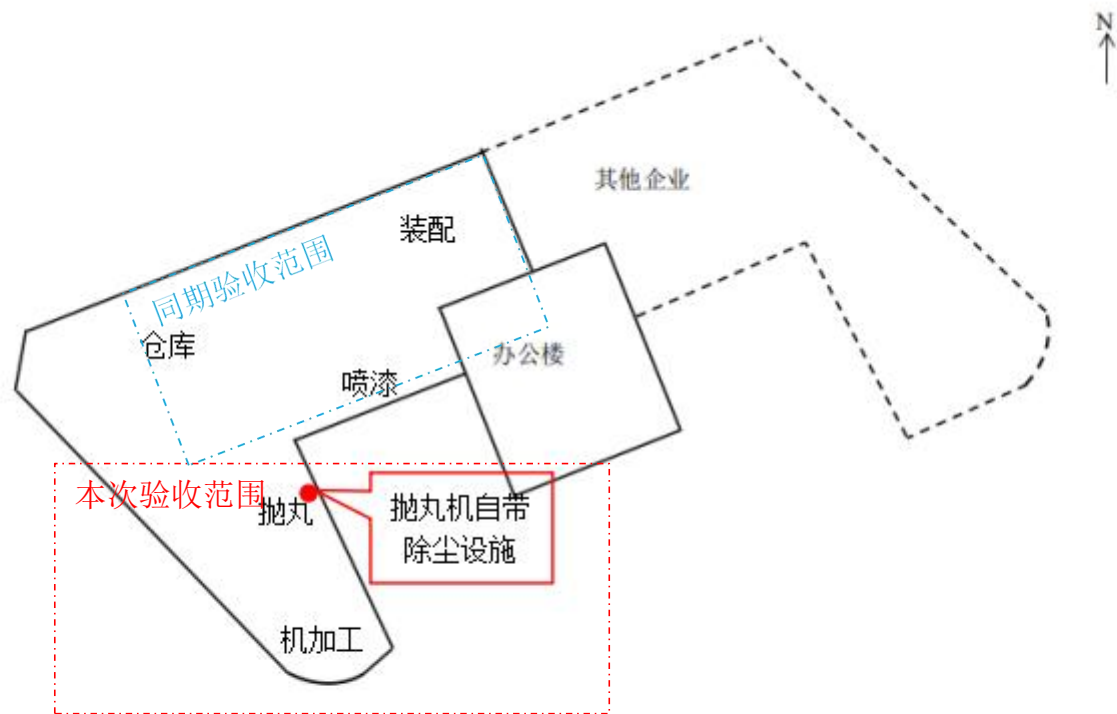 N
其他企业
装配
同期验收范围
仓库
办公楼
喷漆
本次验收范围
抛丸
抛丸机自带
除尘设施
机加工